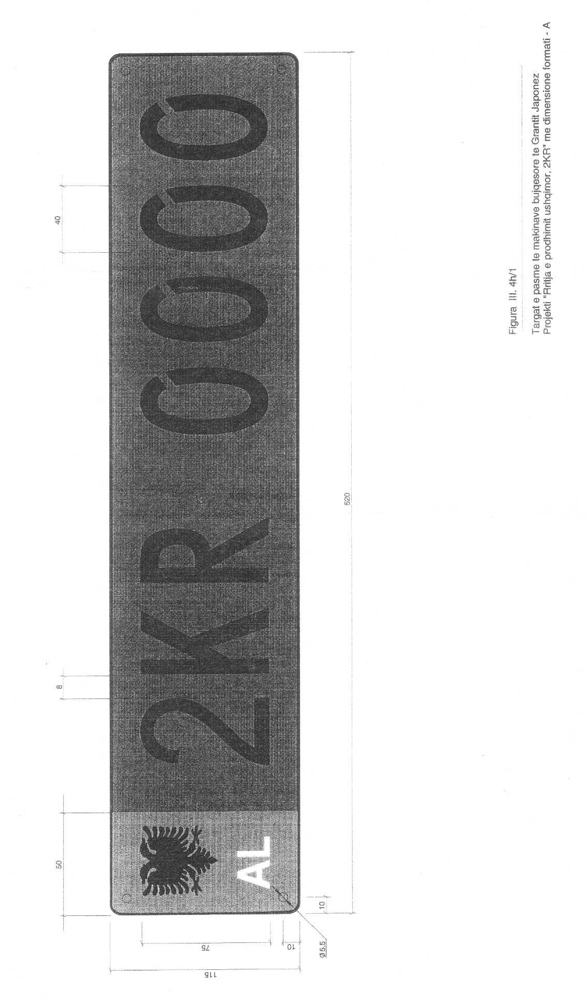 40
8
50
2KR 0000
AL
520
10
Ø5.5
10
75
115
Figura III. 4h/1
Targat e pasme te makinave bujqesore te Grantit Japonez
Projekti "Rritja e prodhimit ushqimor, 2KR" me dimensione formati - A